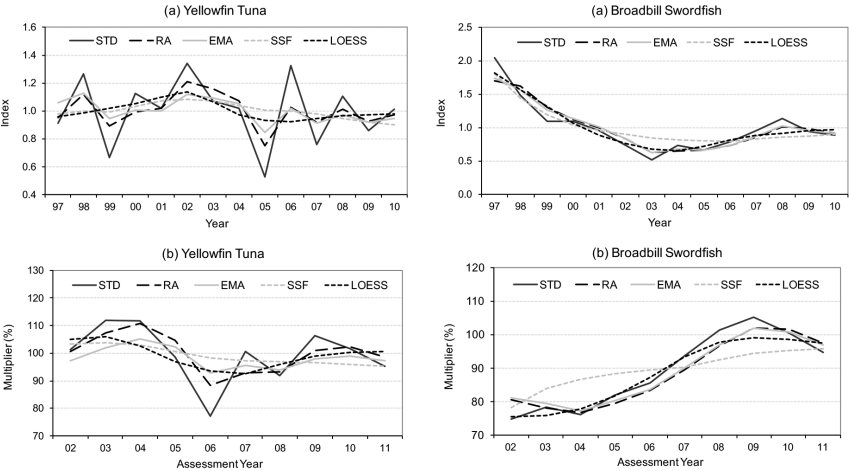 (a) Yellowfin Tuna
1.6
1.4
1.2
1.0
0.8
0.6
0.4
Index
STD RA EMA SSF LOESS
97 98 99 00 01 02 03 04 05 06 07 08 09 10
Year
(a) Broadbill Swordfish
2.5
2.0
1.5
1.0
0.5
0.0
Index
STD RA EMA SSF LOESS
97 98 99 00 01 02 03 04 05 06 07 08 09 10
Year
(b) Yellowfin Tuna
130
120
110
100
90
80
70
Multiplier (%)
STD RA EMA SSF LOESS
02 03 04 05 06 07 08 09 10 11
Assessment Year
(b) Broadbill Swordfish
120
110
100
90
80
70
Multiplier (%)
STD RA EMA SSF LOESS
02 03 04 05 06 07 08 09 10 11
Assessment Year